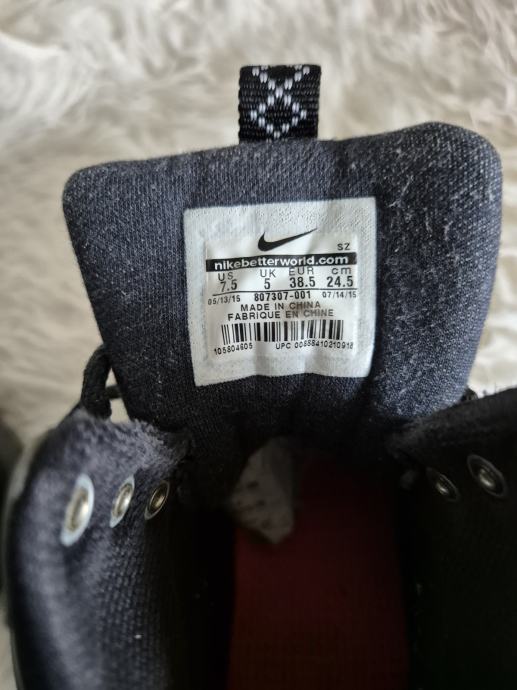 SZ
nikebetterworld.com
US UK EUR cm
7.5 5 38.5 24.5
05/13/15 807307-001 07/14/15
MADE IN CHINA
FABRIQUE EN CHINE
105804605 UPC